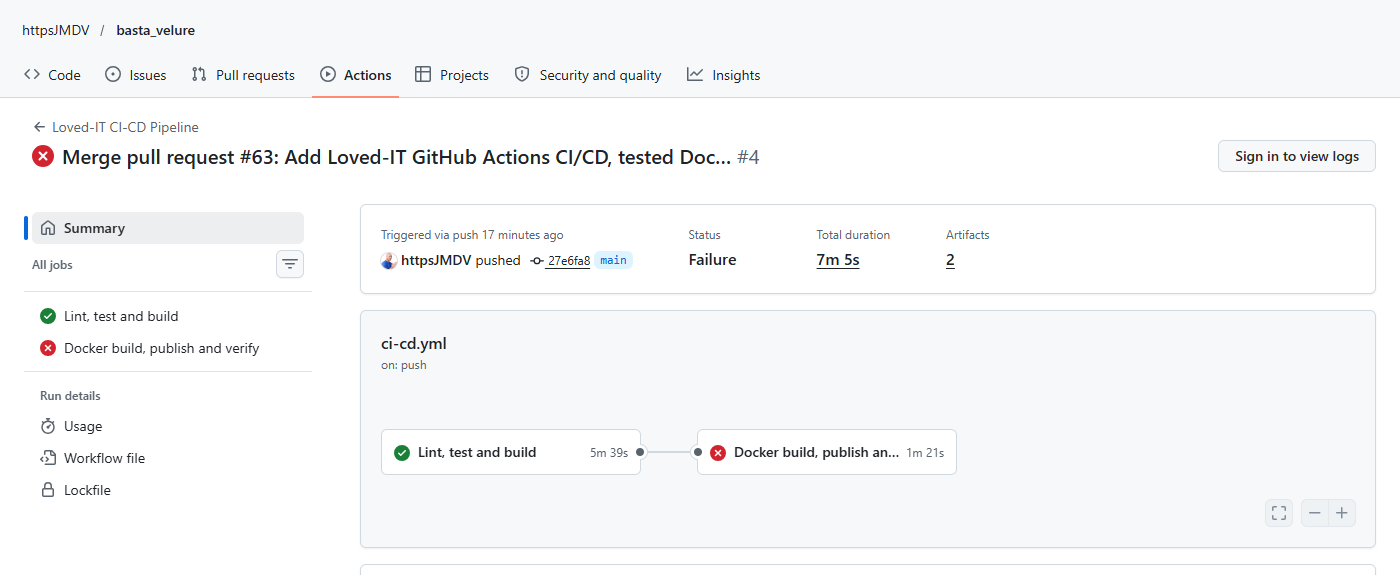 httpsJMDV / basta_velure
Code Issues Pull requests Actions Projects Security and quality Insights
← Loved-IT CI-CD Pipeline
Merge pull request #63: Add Loved-IT GitHub Actions CI/CD, tested Doc... #4
Sign in to view logs
Summary
All jobs
Lint, test and build
Docker build, publish and verify
Run details
Usage
Workflow file
Lockfile
Triggered via push 17 minutes ago
httpsJMDV pushed 27e6fa8 main
Status
Failure
Total duration
7m 5s
Artifacts
2
ci-cd.yml
on: push
Lint, test and build 5m 39s
Docker build, publish an... 1m 21s